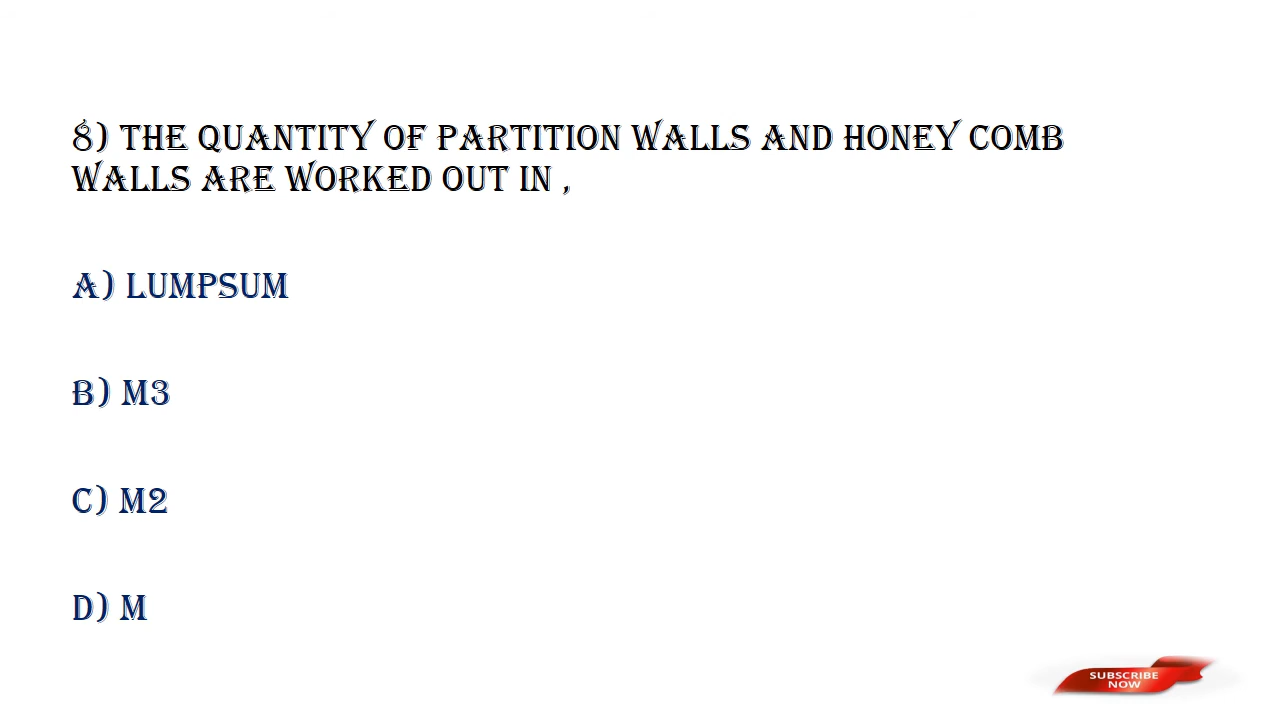 8) THE QUANTITY OF PARTITION WALLS AND HONEY COMB
WALLS ARE WORKED OUT IN ,
A) LUMPSUM
B) M3
C) M2
D) M
SUBSCRIBE
NOW